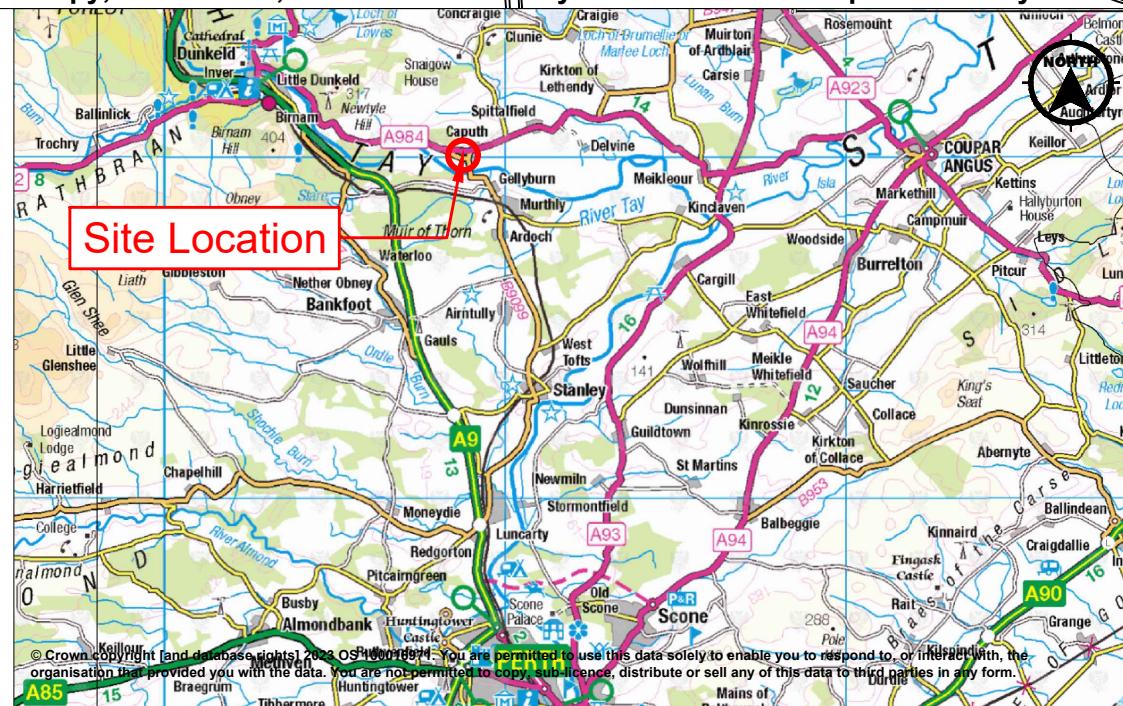 Cathedral
Dunkeld
Inver
Little Dunkeld
Loch of
Lowes
Concraigie
Craigie
Clunie
Loch of Drumellie or
Marlee Loch
Muirton
of Ardblair
Rosemount
Snaigow
House
Kirkton of
Lethendy
Carsie
Lunan Burn
A923
4
NORTH
Burn
Ballinlick
Trochry
Birnam
317
Newtyle
Hill
Birnam
Hill
404
A984
Caputh
Spittalfield
14
Delvine
COUPAR
ANGUS
Keillor
8
RATHBRAAN
TAY
S
T
Gellyburn
Meikleour
River
Isla
Markethill
Kettins
Hallyburton
House
Obney
Murthly
River Tay
Kinclaven
Campmuir
Leys
Site Location
Muir of Thorn
Ardoch
Waterloo
Woodside
Burrelton
Pitcur
Glen Shee
Liath
Nether Obney
Bankfoot
B9099
Cargill
Airntully
East
Whitefield
A94
16
314
Little
Glenshee
Ordie
Burn
Gauls
West
Tofts
141
Wolfhill
Meikle
Whitefield
12
Saucher
King's
Seat
Stanley
Dunsinnan
Collace
Shochie
Burn
Kinrossie
Logiealmond
Lodge
A9
13
Guildtown
Kirkton
of Collace
Abernyte
giealmond
Chapelhill
St Martins
Harrietfield
Newmiln
B953
Stormontfield
Moneydie
Balbeggie
Ballindean
College
River Almond
Luncarty
A93
A94
Kinnaird
Craigdallie
Redgorton
Fingask
Castle
Braes of the Carse
nalmond
Pitcairngreen
Old
Scone
P&R
Scone
Rait
A90
16
Busby
Almondbank
Huntingtower
Castle
Scone
Palace
288
Pole
Grange
© Crown copyright [and database rights] 2023 OS 100016971. You are permitted to use this data solely to enable you to respond to, or interact with, the
organisation that provided you with the data. You are not permitted to copy, sub-licence, distribute or sell any of this data to third parties in any form.
Methven
PERTH
Kilspindie
A85
15
Braegrum
Huntingtower
Tibbermore
Mains of